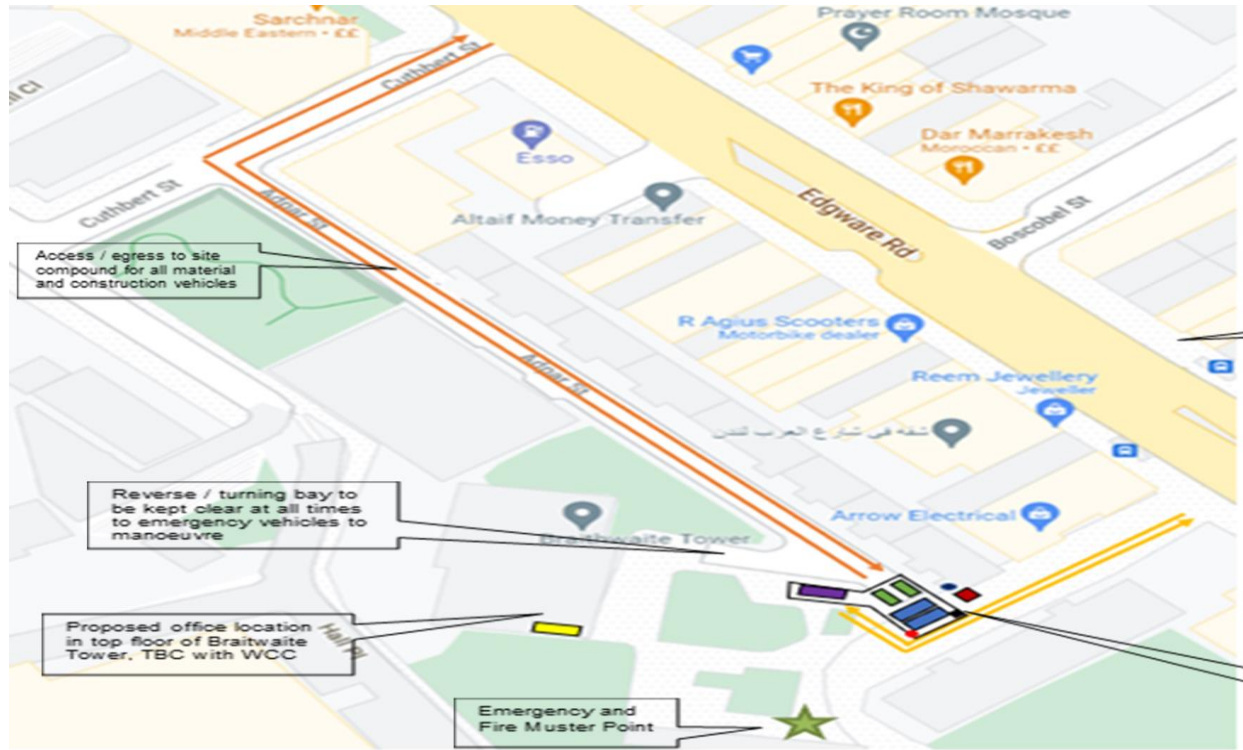 Sarchnar
Middle Eastern • ££
Prayer Room Mosque
Cuthbert St
The King of Shawarma
Dar Marrakesh
Moroccan • ££
Esso
Cuthbert St
Adpar St
Altaif Money Transfer
Edgware Rd
Boscobel St
Access / egress to site
compound for all material
and construction vehicles
R Agius Scooters
Motorbike dealer
Adpar St
Reem Jewellery
Jeweller
شقه في شارع العرب لندن
Reverse / turning bay to
be kept clear at all times
to emergency vehicles to
manoeuvre
Arrow Electrical
Braithwaite Tower
Proposed office location
in top floor of Braitwaite
Tower, TBC with WCC
Hall Pl
Emergency and
Fire Muster Point